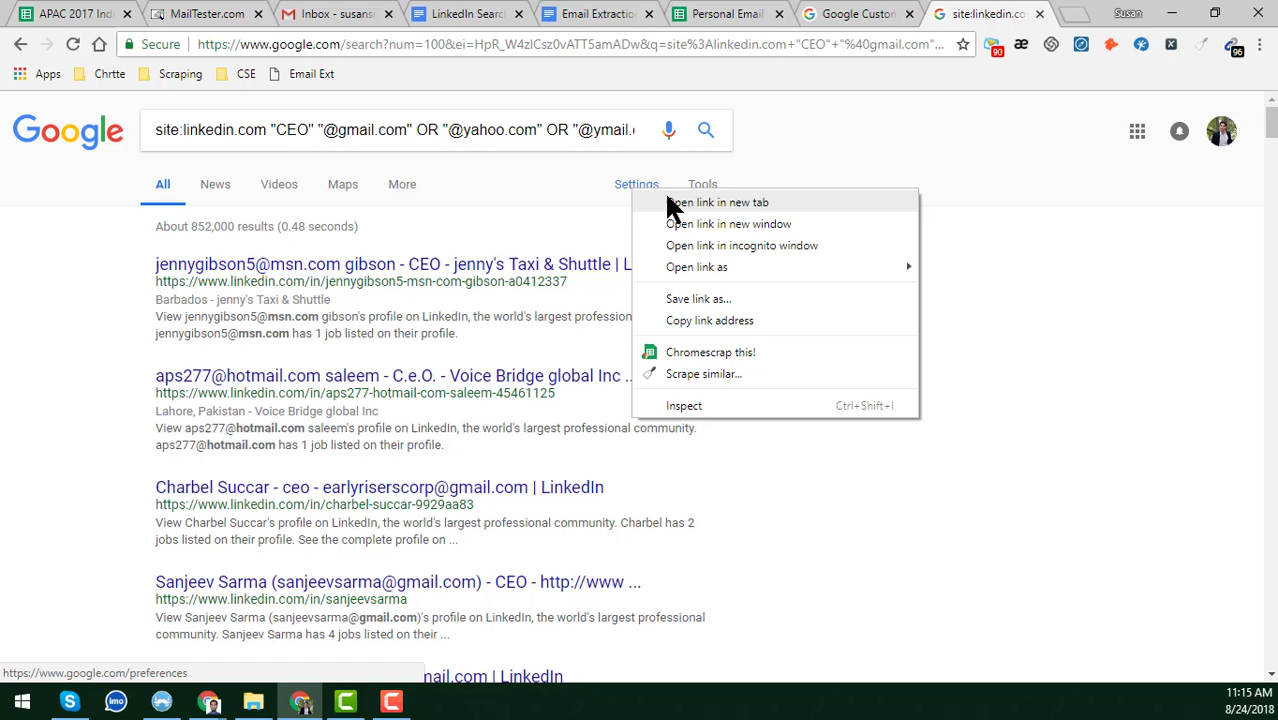 APAC 2017 Ind
MailTester.com
Inbox - susans
LinkedIn Sear
Email Extractio
Personal Email
Google Custom
site:linkedin.co
Susan
Secure
https://www.google.com/search?num=100&ei=HpR_W4zlCsz0vATT5amADw&q=site%3Alinkedin.com+"CEO"+"%40gmail.com"...
90
96
Apps
Chrtte
Scraping
CSE
Email Ext
Google
site:linkedin.com "CEO" "@gmail.com" OR "@yahoo.com" OR "@ymail.c
All
News
Videos
Maps
More
Settings
Tools
About 852,000 results (0.48 seconds)
jennygibson5@msn.com gibson - CEO - jenny's Taxi & Shuttle | L
https://www.linkedin.com/in/jennygibson5-msn-com-gibson-a0412337
Barbados - jenny's Taxi & Shuttle
View jennygibson5@msn.com gibson's profile on LinkedIn, the world's largest profession
jennygibson5@msn.com has 1 job listed on their profile.
aps277@hotmail.com saleem - C.e.O. - Voice Bridge global Inc ...
https://www.linkedin.com/in/aps277-hotmail-com-saleem-45461125
Lahore, Pakistan - Voice Bridge global Inc
View aps277@hotmail.com saleem's profile on LinkedIn, the world's largest professional community.
aps277@hotmail.com has 1 job listed on their profile.
Charbel Succar - ceo - earlyriserscorp@gmail.com | LinkedIn
https://www.linkedin.com/in/charbel-succar-9929aa83
View Charbel Succar's profile on LinkedIn, the world's largest professional community. Charbel has 2
jobs listed on their profile. See the complete profile on ...
Sanjeev Sarma (sanjeevsarma@gmail.com) - CEO - http://www ...
https://www.linkedin.com/in/sanjeevsarma
View Sanjeev Sarma (sanjeevsarma@gmail.com)'s profile on LinkedIn, the world's largest professional
community. Sanjeev Sarma has 4 jobs listed on their ...
mail.com | LinkedIn
Open link in new tab
Open link in new window
Open link in incognito window
Open link as
Save link as...
Copy link address
Chromescrap this!
Scrape similar...
Inspect
Ctrl+Shift+I
https://www.google.com/preferences
imo
11:15 AM
8/24/2018